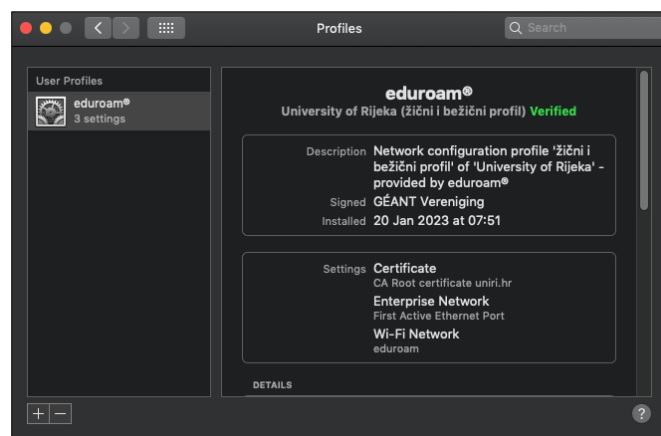 Profiles
Search
User Profiles
eduroam®
3 settings
eduroam®
University of Rijeka (žični i bežični profil) Verified
Description Network configuration profile 'žični i
bežični profil' of 'University of Rijeka' -
provided by eduroam®
Signed GÉANT Vereniging
Installed 20 Jan 2023 at 07:51
Settings Certificate
CA Root certificate uniri.hr
Enterprise Network
First Active Ethernet Port
Wi-Fi Network
eduroam
DETAILS